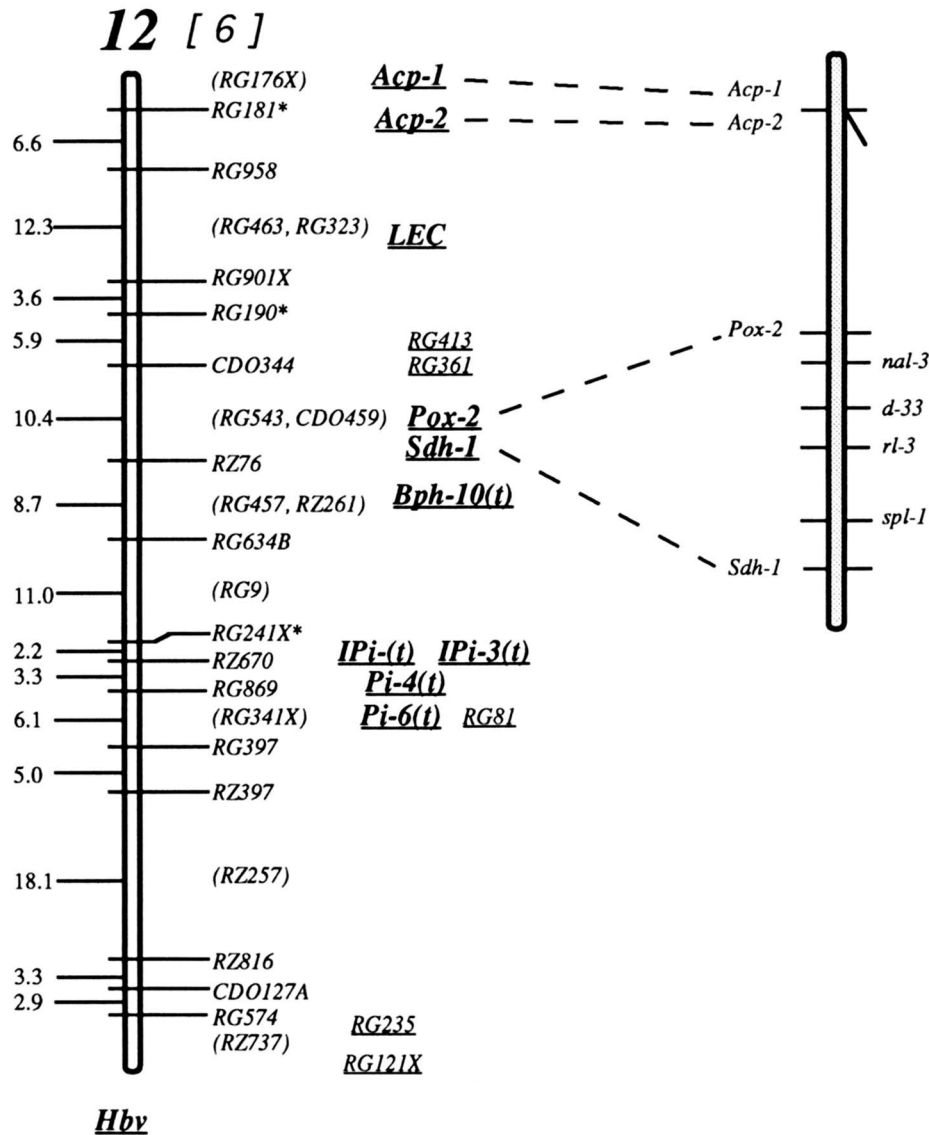 12 [6]
(RG176X) Acp-1 Acp-1
RG181* Acp-2 Acp-2
6.6
RG958
12.3 (RG463, RG323) LEC
RG901X
3.6
RG190* Pox-2
5.9 RG413
CDO344 RG361 nal-3
d-33
10.4 (RG543, CDO459) Pox-2
Sdh-1 rl-3
RZ76
8.7 (RG457, RZ261) Bph-10(t)
spl-1
RG634B
Sdh-1
11.0 (RG9)
RG241X*
2.2
RZ670 IPi-(t) IPi-3(t)
3.3
RG869 Pi-4(t)
6.1 (RG341X) Pi-6(t) RG81
RG397
5.0
RZ397
18.1 (RZ257)
RZ816
3.3
CDO127A
2.9
RG574 RG235
(RZ737)
RG121X
Hbv